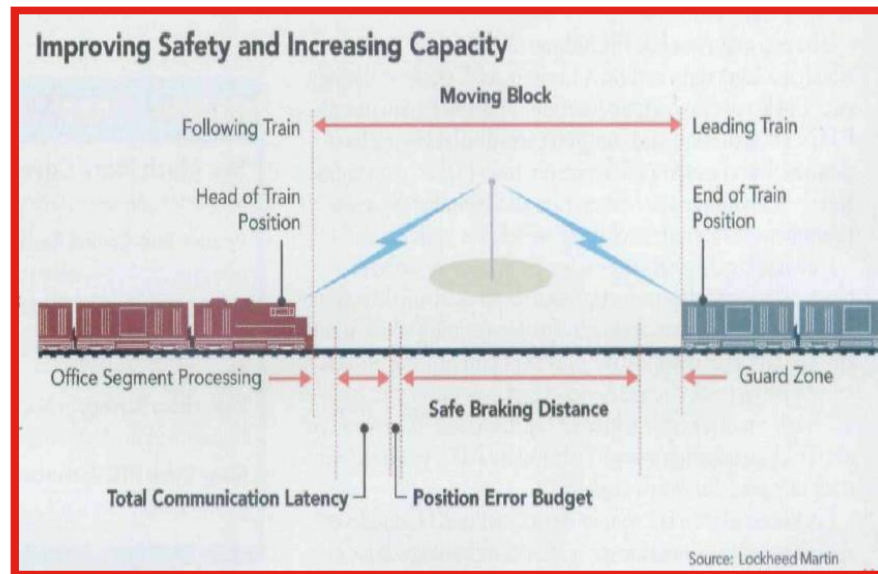 Improving Safety and Increasing Capacity
Moving Block
Following Train
Leading Train
Head of Train
Position
End of Train
Position
Office Segment Processing
Guard Zone
Safe Braking Distance
Total Communication Latency
Position Error Budget
Source: Lockheed Martin